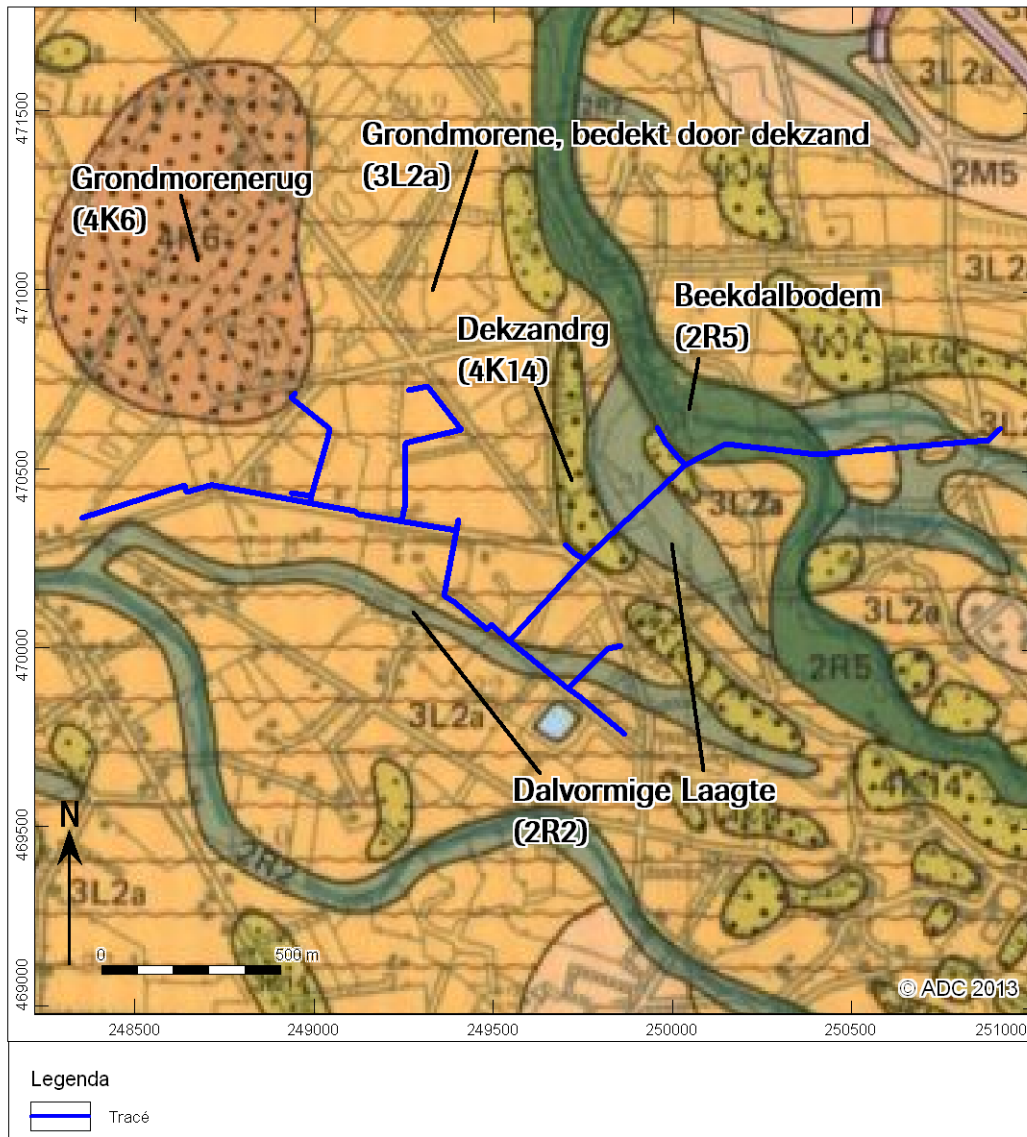 3L2a
471500
Grondmorene, bedekt door dekzand
(3L2a)
2R2
4K14
2M5
Grondmorenerug
(4K6)
4K6
471000
Beekdalbodem
(2R5)
Dekzandrg
(4K14)
4K14
470500
3L2a
3L2a
470000
2R5
3L2a
Dalvormige Laagte
(2R2)
4K14
N
469500
2R2
3L2a
0 500 m
469000
© ADC 2013
248500 249000 249500 250000 250500 251000
Legenda
Tracé